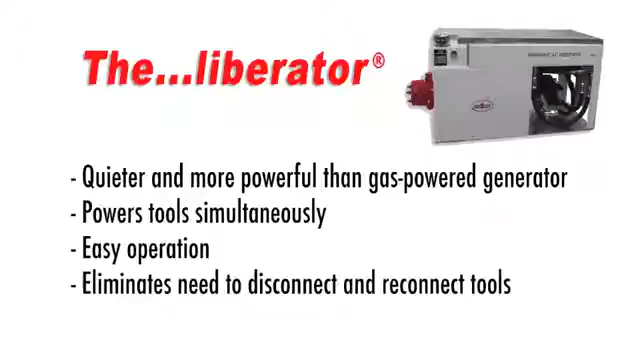 The...liberator®
- Quieter and more powerful than gas-powered generator
- Powers tools simultaneously
- Easy operation
- Eliminates need to disconnect and reconnect tools